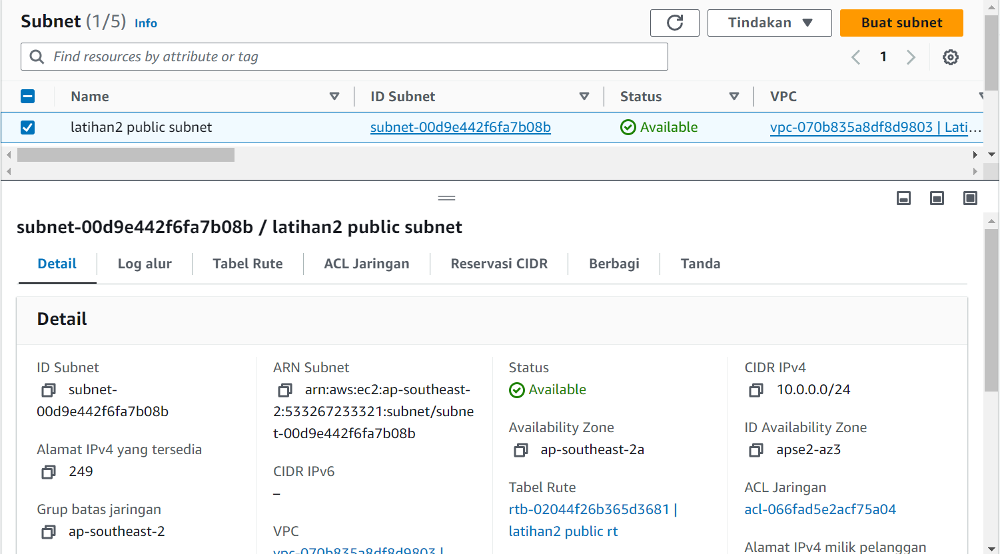 Subnet (1/5) Info
Tindakan
Buat subnet
Find resources by attribute or tag
1
Name ID Subnet Status VPC
latihan2 public subnet subnet-00d9e442f6fa7b08b Available vpc-070b835a8df8d9803 | Lati...
subnet-00d9e442f6fa7b08b / latihan2 public subnet
Detail Log alur Tabel Rute ACL Jaringan Reservasi CIDR Berbagi Tanda
Detail
ID Subnet
subnet-
00d9e442f6fa7b08b
Alamat IPv4 yang tersedia
249
Grup batas jaringan
ap-southeast-2
ARN Subnet
arn:aws:ec2:ap-southeast-
2:533267233321:subnet/subne
t-00d9e442f6fa7b08b
CIDR IPv6
–
VPC
vpc-070b835a8df8d9803 |
Status
Available
Availability Zone
ap-southeast-2a
Tabel Rute
rtb-02044f26b365d3681 |
latihan2 public rt
CIDR IPv4
10.0.0.0/24
ID Availability Zone
apse2-az3
ACL Jaringan
acl-066fad5e2acf75a04
Alamat IPv4 milik pelanggan